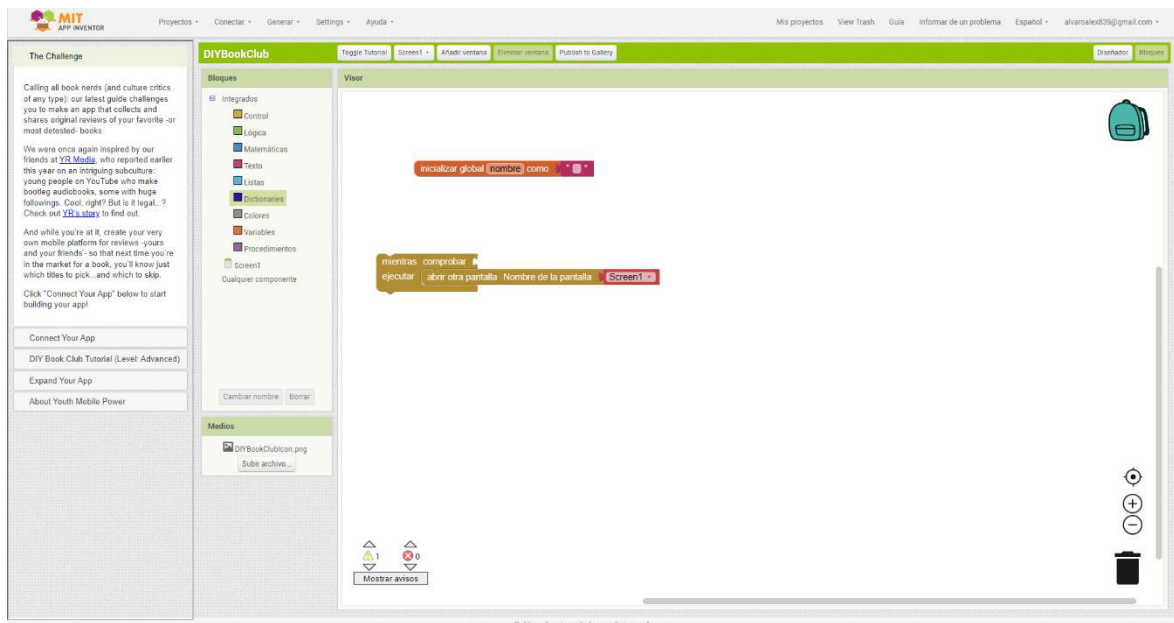 MIT
APP INVENTOR
Proyectos
Conectar
Generar
Settings
Ayuda
Mis proyectos
View Trash
Guia
Informar de un problema
Español
alvaroalex839@gmail.com
The Challenge
Calling all book nerds (and culture critics
of any type): our latest guide challenges
you to make an app that collects and
shares original reviews of your favorite -or
most detested- books.
We were once again inspired by our
friends at YR Media, who reported earlier
this year on an intriguing subculture:
young people on YouTube who make
bootleg audiobooks, some with huge
followings. Cool, right? But is it legal...?
Check out YR's story to find out.
And while you're at it, create your very
own mobile platform for reviews -yours
and your friends'- so that next time you're
in the market for a book, you'll know just
which titles to pick...and which to skip.
Click "Connect Your App" below to start
building your app!
Connect Your App
DIY Book Club Tutorial (Level: Advanced)
Expand Your App
About Youth Mobile Power
DIYBookClub
Toggle Tutorial
Screen1
Añadir ventana
Eliminar ventana
Publish to Gallery
Diseñador
Bloques
Bloques
Integrados
Control
Lógica
Matemáticas
Texto
Listas
Dictionaries
Colores
Variables
Procedimientos
Screen1
Cualquier componente
Cambiar nombre
Borrar
Medios
DIYBookClubIcon.png
Subir archivo...
Visor
inicializar global nombre como " "
mientras comprobar
ejecutar abrir otra pantalla Nombre de la pantalla Screen1
1
0
Mostrar avisos